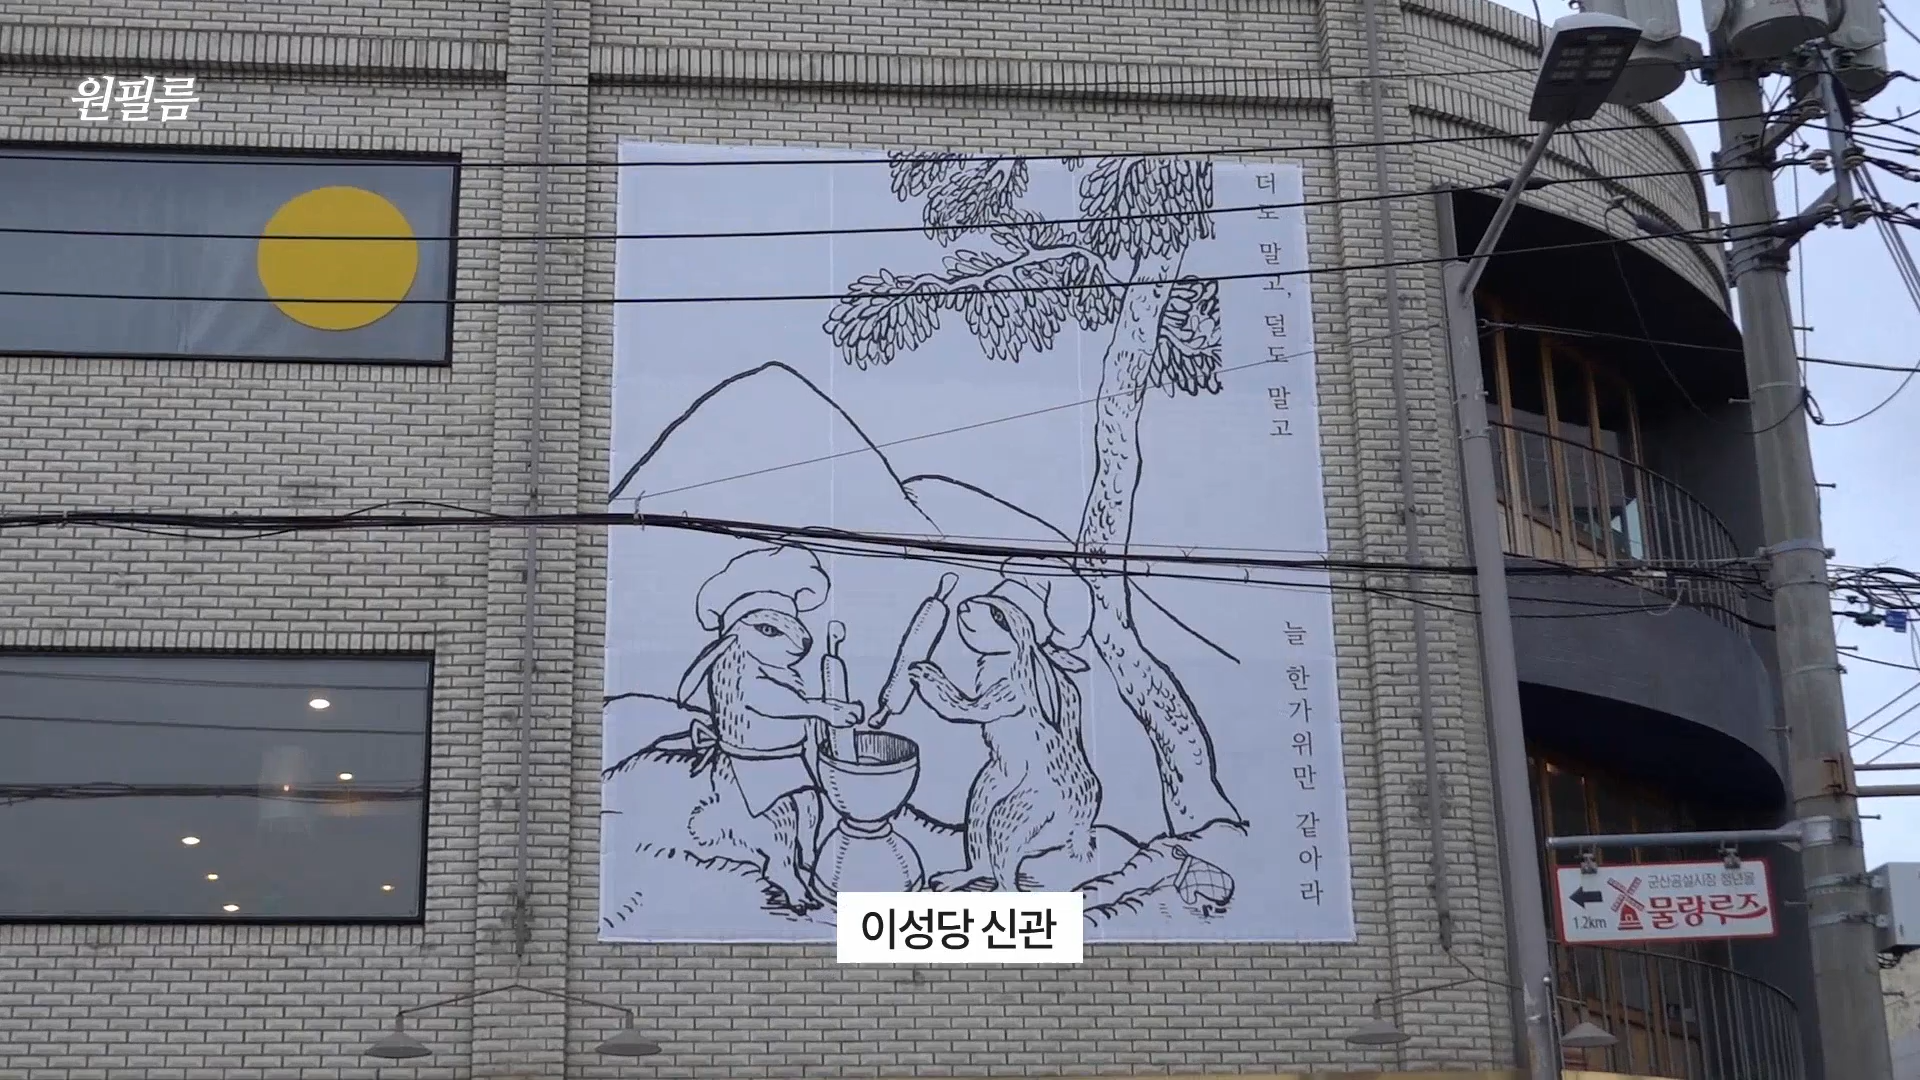 원필름
더도 말고, 덜도 말고
늘 한가위만 같아라
이성당 신관
군산공설시장 청년몰
물랑루즈
1.2km